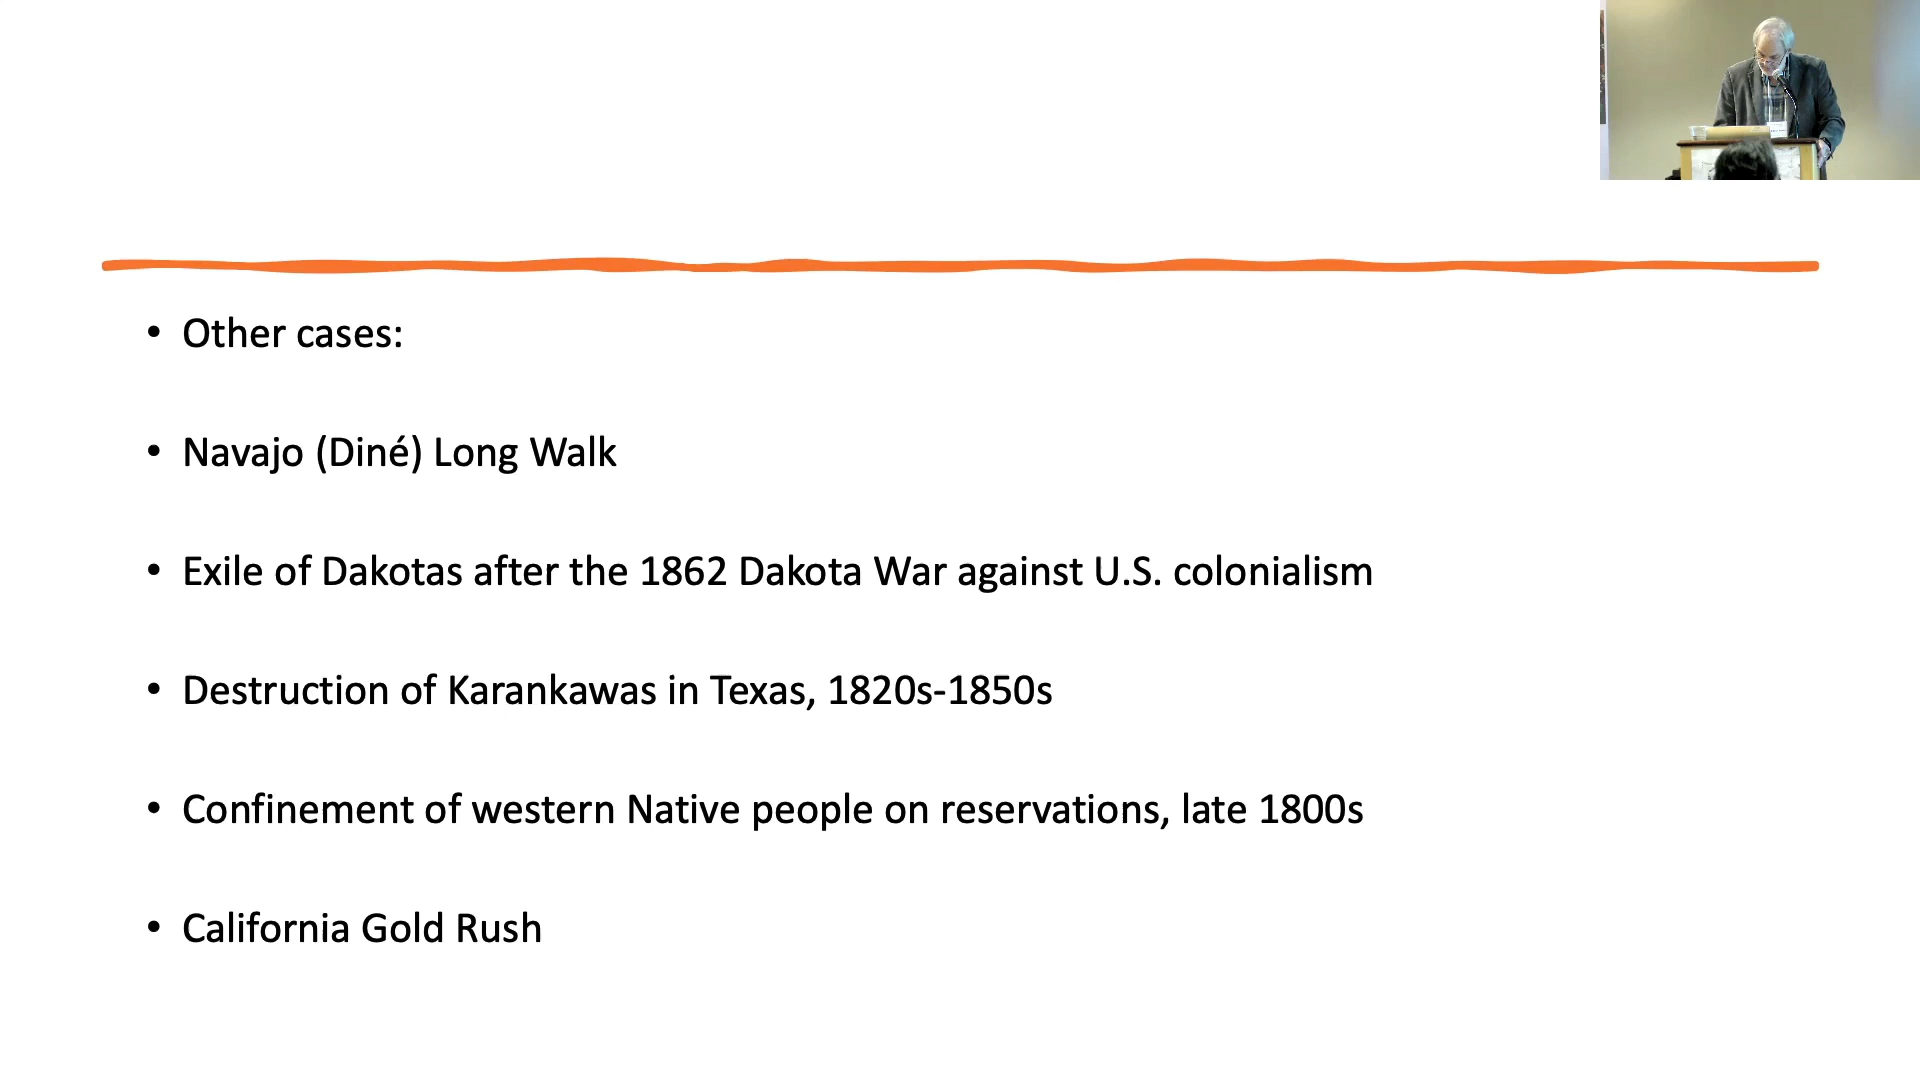 • Other cases:
• Navajo (Diné) Long Walk
• Exile of Dakotas after the 1862 Dakota War against U.S. colonialism
• Destruction of Karankawas in Texas, 1820s-1850s
• Confinement of western Native people on reservations, late 1800s
• California Gold Rush